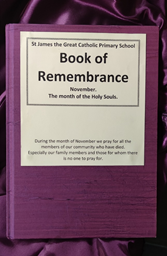 St James the Great Catholic Primary School
Book of
Remembrance
November.
The month of the Holy Souls.
During the month of November we pray for all the
members of our community who have died.
Especially our family members and those for whom there
is no one to pray for.